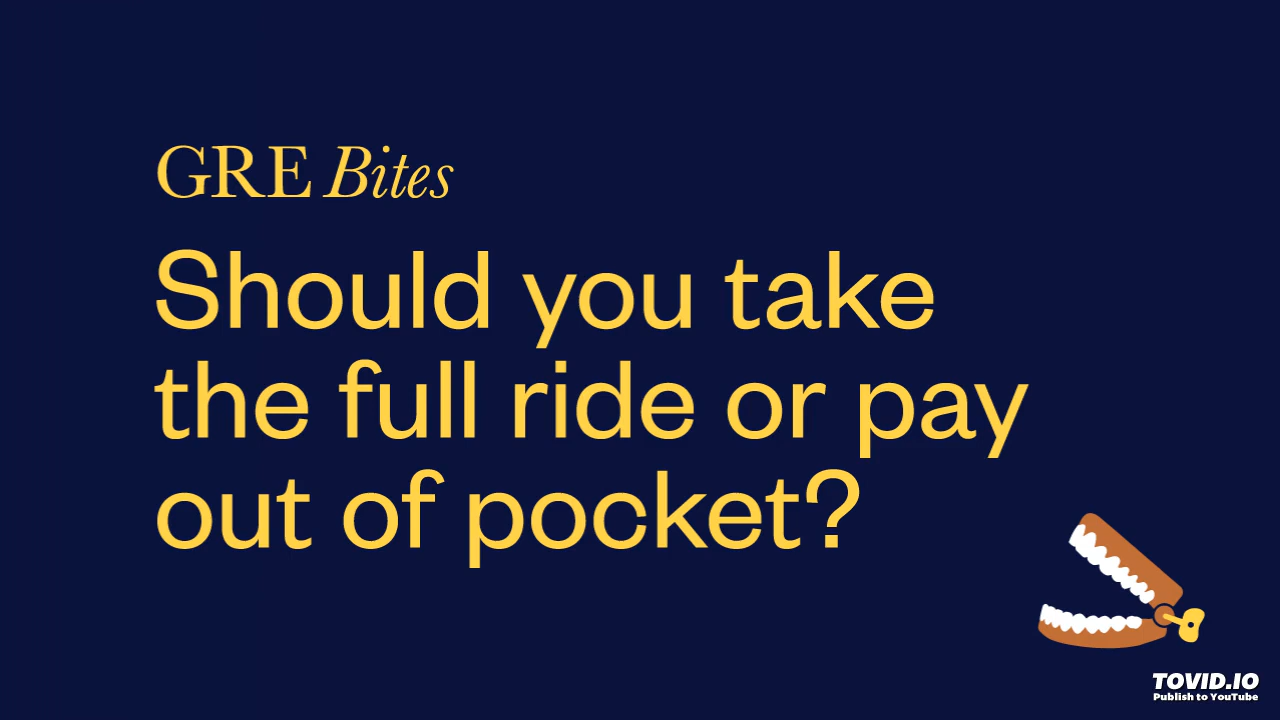 GRE Bites
Should you take
the full ride or pay
out of pocket?
TOVID.IO
Publish to YouTube